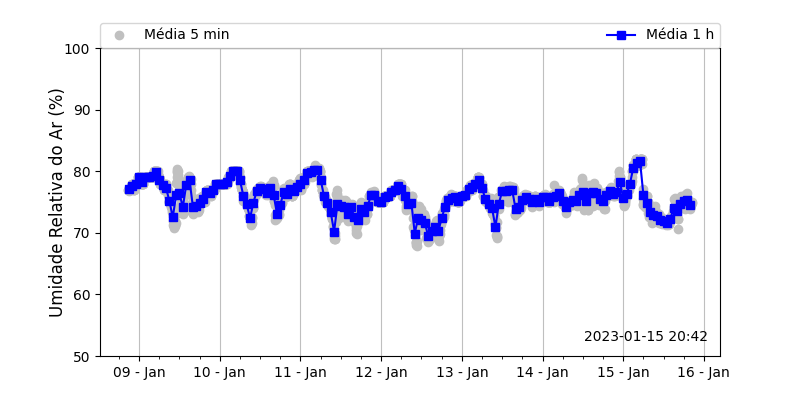 Média 5 min Média 1 h
100
90
80
70
60
50
Umidade Relativa do Ar (%)
2023-01-15 20:42
09 - Jan 10 - Jan 11 - Jan 12 - Jan 13 - Jan 14 - Jan 15 - Jan 16 - Jan